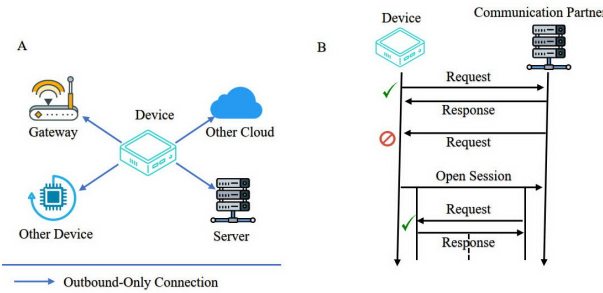 A
Device
Gateway
Other Cloud
Other Device
Server
Outbound-Only Connection
B
Device
Communication Partner
Request
Response
Request
Open Session
Request
Response